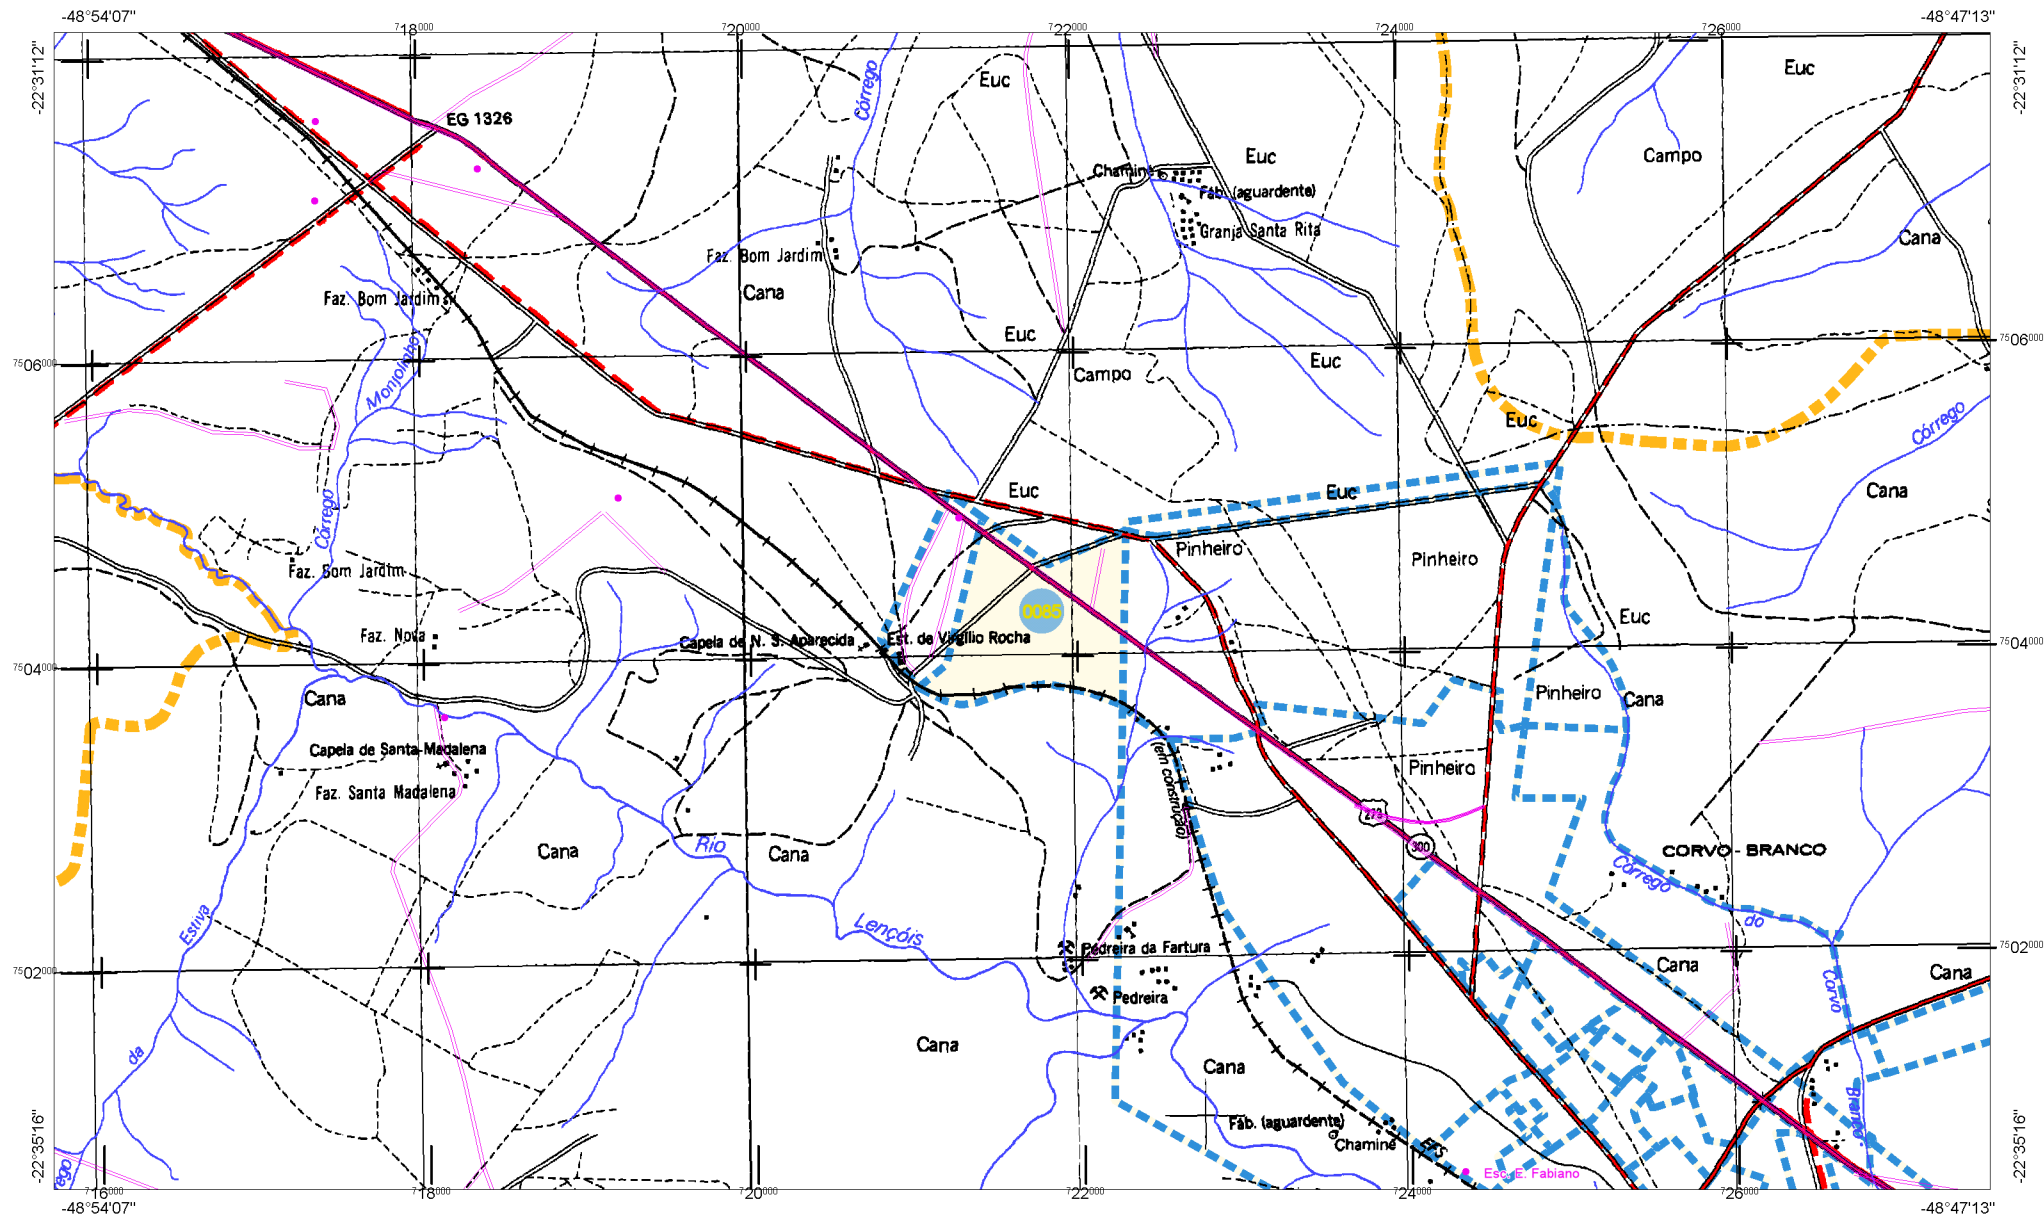 -48°54'07"
718000
720000
722000
724000
726000
-48°47'13"
-22°31'12"
-22°31'12"
EG 1326
Córrego
Euc
Euc
Euc
Campo
Chaminé
Fáb. (aguardente)
Granja Santa Rita
Cana
Faz. Bom Jardim
Faz. Bom Jardim
Cana
Euc
Euc
Campo
7506000
7506000
Monjolinho
Euc
Córrego
Córrego
Euc
Euc
Cana
Pinheiro
Pinheiro
Faz. Bom Jardim
0085
Euc
Faz. Nova
Capela de N. S. Aparecida
Est. de Virgílio Rocha
7504000
7504000
Cana
Pinheiro
Cana
Capela de Santa Madalena
Faz. Santa Madalena
(em construção)
Pinheiro
273
300
Cana
Rio
Cana
CORVO-BRANCO
Córrego
do
Estiva
Lençóis
Pedreira da Fartura
Cana
Cana
7502000
7502000
Corvo
Pedreira
da
Cana
Cana
Branco
Fáb. (aguardente)
Chaminé
EFS
Esc. E. Fabiano
rego
-22°35'16"
-22°35'16"
716000
718000
720000
722000
724000
726000
-48°54'07"
-48°47'13"